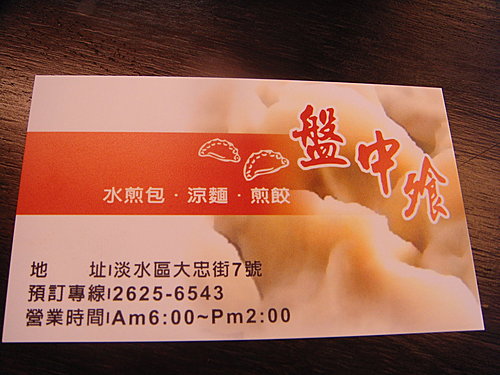 盤中飧
水煎包·涼麵·煎餃
地　　址|淡水區大忠街7號
預訂專線|2625-6543
營業時間|Am6:00~Pm2:00